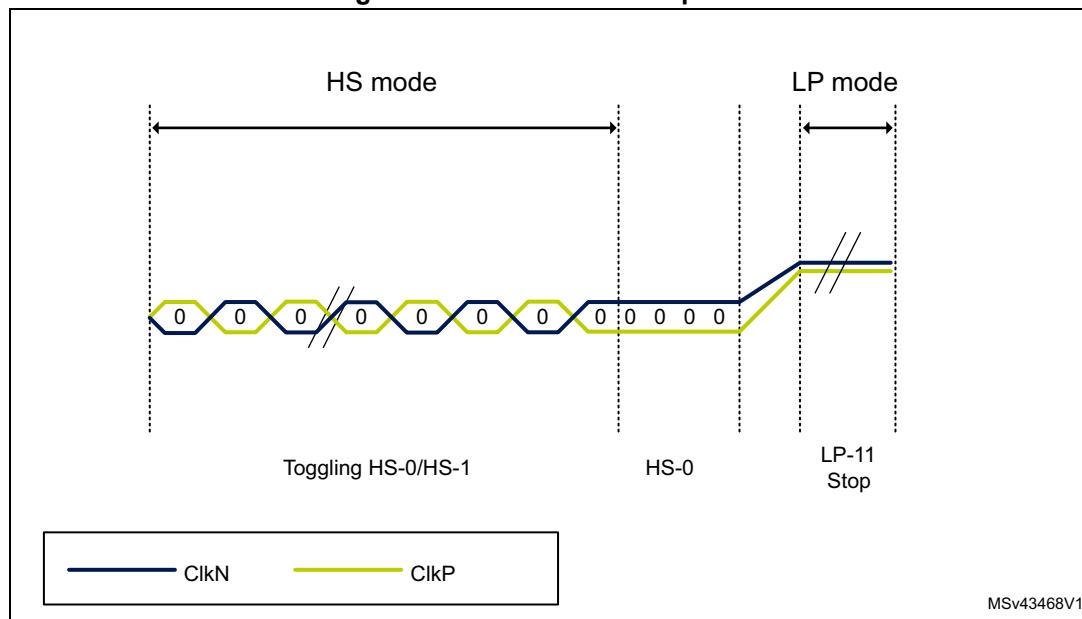 HS mode
LP mode
0 0 0 0 0 0 0 0 0 0 0 0
Toggling HS-0/HS-1
HS-0
LP-11
Stop
ClkN
ClkP
MSv43468V1